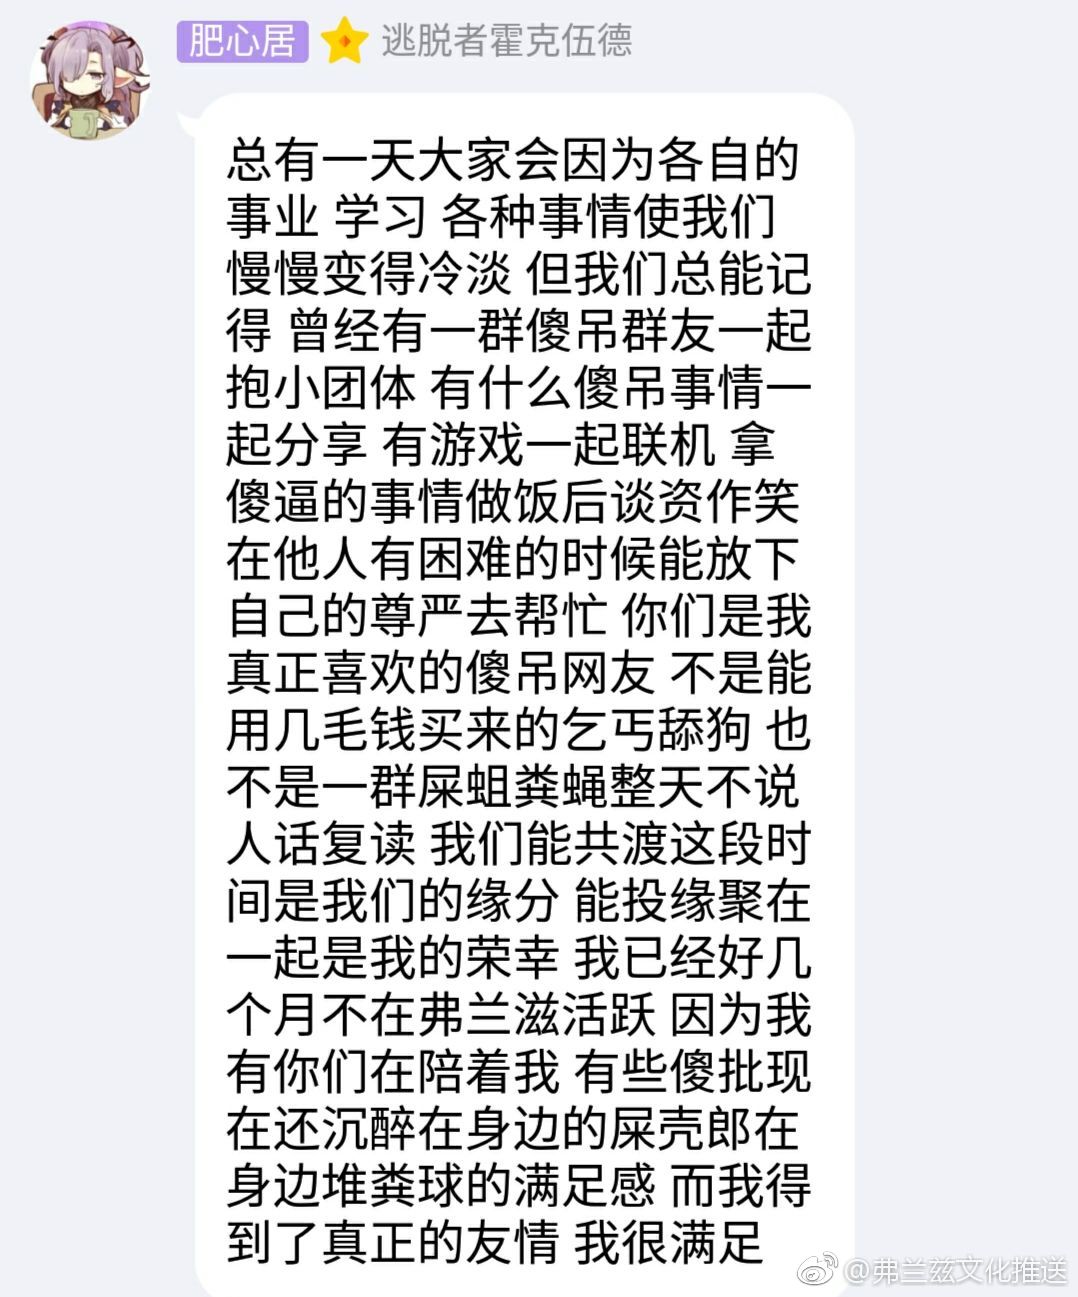 肥心居 逃脱者霍克伍德
总有一天大家会因为各自的
事业 学习 各种事情使我们
慢慢变得冷淡 但我们总能记
得 曾经有一群傻吊群友一起
抱小团体 有什么傻吊事情一
起分享 有游戏一起联机 拿
傻逼的事情做饭后谈资作笑
在他人有困难的时候能放下
自己的尊严去帮忙 你们是我
真正喜欢的傻吊网友 不是能
用几毛钱买来的乞丐舔狗 也
不是一群屎蛆粪蝇整天不说
人话复读 我们能共渡这段时
间是我们的缘分 能投缘聚在
一起是我的荣幸 我已经好几
个月不在弗兰滋活跃 因为我
有你们在陪着我 有些傻批现
在还沉醉在身边的屎壳郎在
身边堆粪球的满足感 而我得
到了真正的友情 我很满足
@弗兰兹文化推送